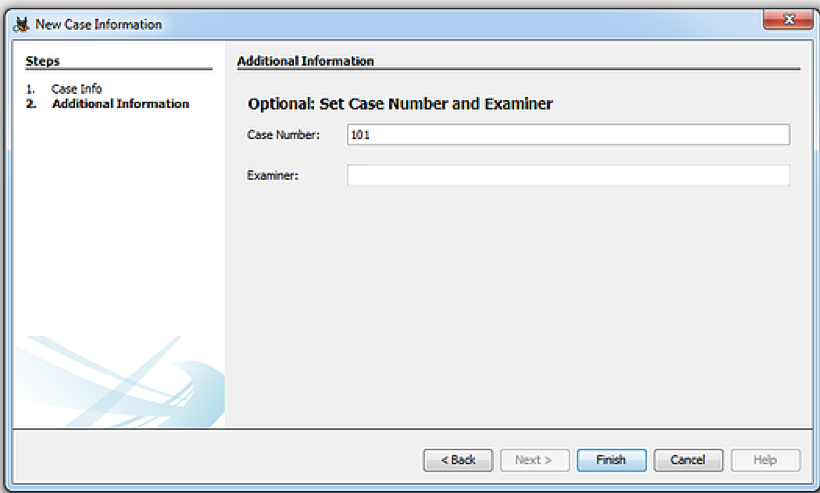 New Case Information
Steps
1. Case Info
2. Additional Information
Additional Information
Optional: Set Case Number and Examiner
Case Number: 101
Examiner:
< Back Next > Finish Cancel Help